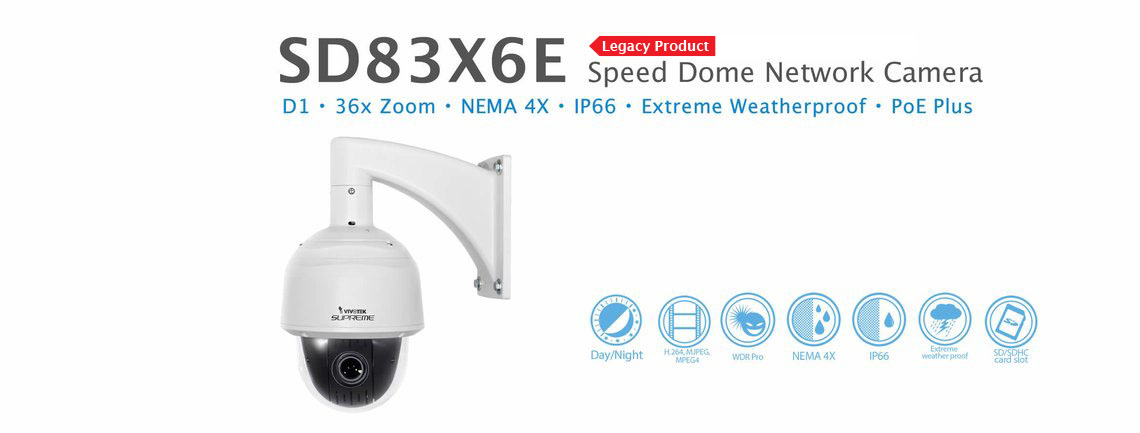 SD83X6E
Legacy Product
Speed Dome Network Camera
D1 • 36x Zoom • NEMA 4X • IP66 • Extreme Weatherproof • PoE Plus
VIVOTEK
SUPREME
Day/Night
H.264, MJPEG,
MPEG4
WDR Pro
NEMA 4X
IP66
Extreme
weather proof
SD
SD/SDHC
card slot